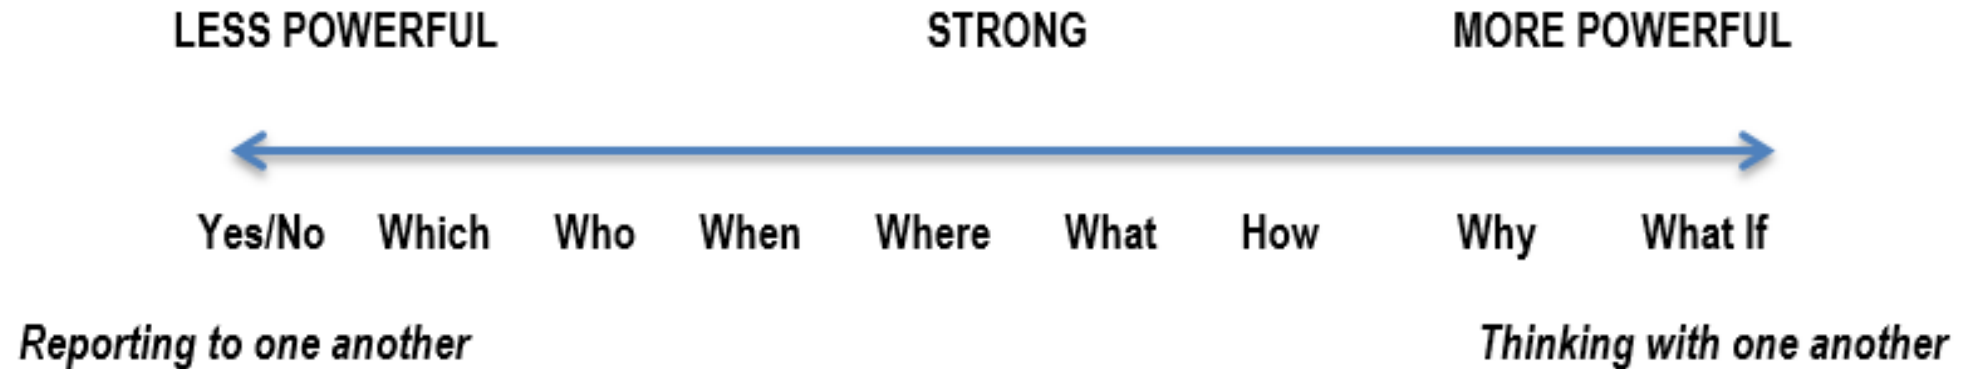 LESS POWERFUL STRONG MORE POWERFUL
Yes/No Which Who When Where What How Why What If
Reporting to one another Thinking with one another